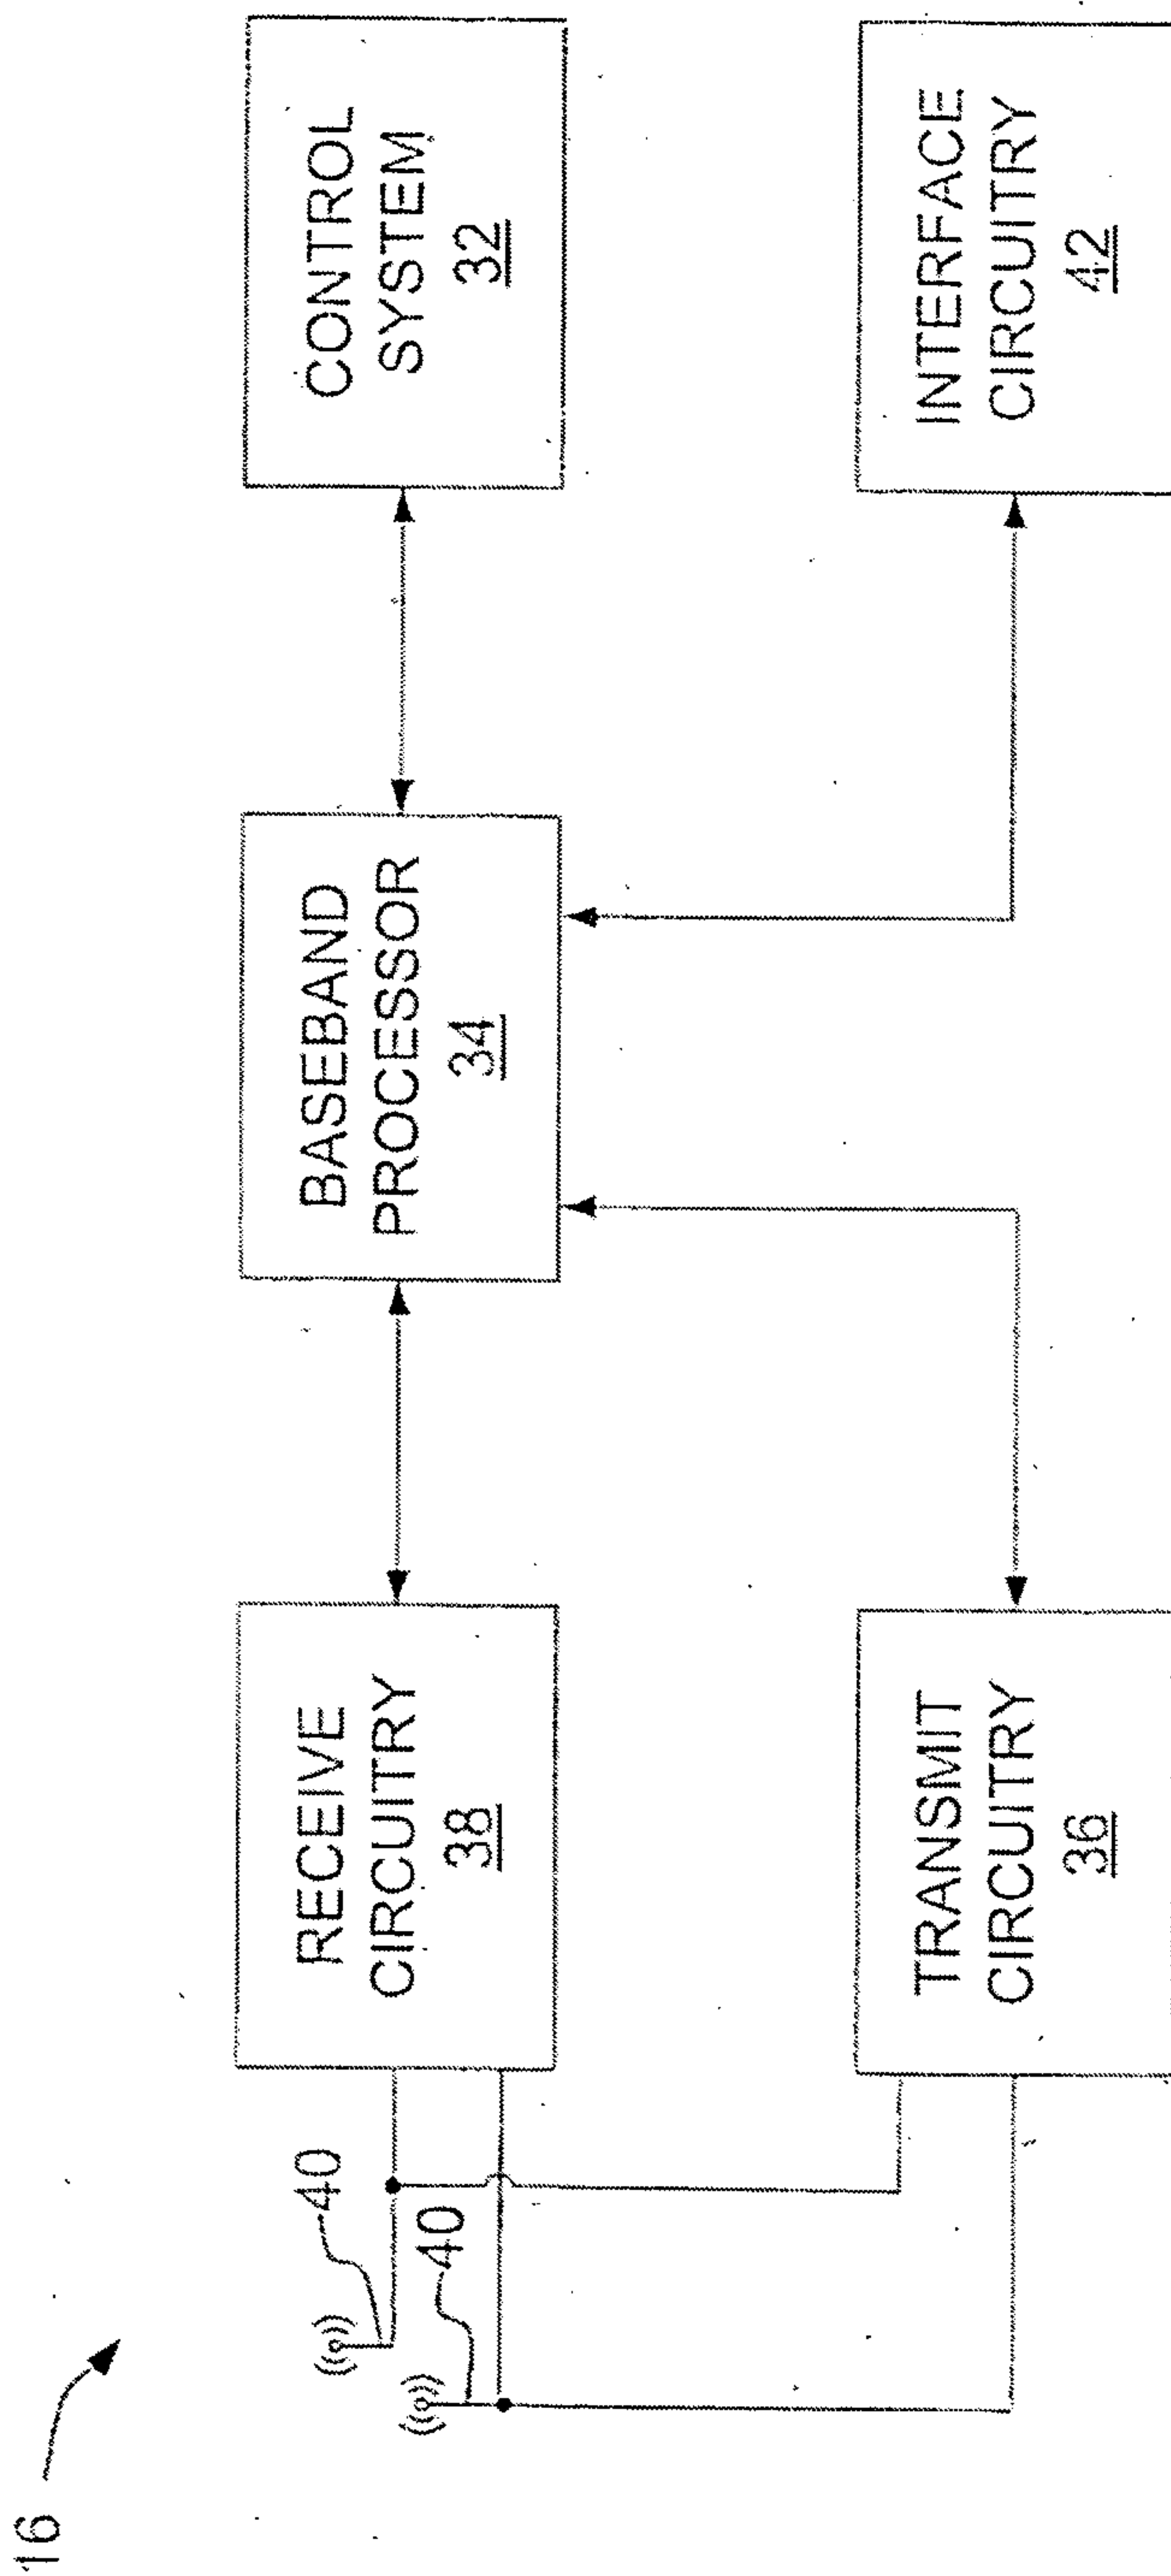 16
40
40
RECEIVE
CIRCUITRY
38
BASEBAND
PROCESSOR
34
CONTROL
SYSTEM
32
TRANSMIT
CIRCUITRY
36
INTERFACE
CIRCUITRY
42